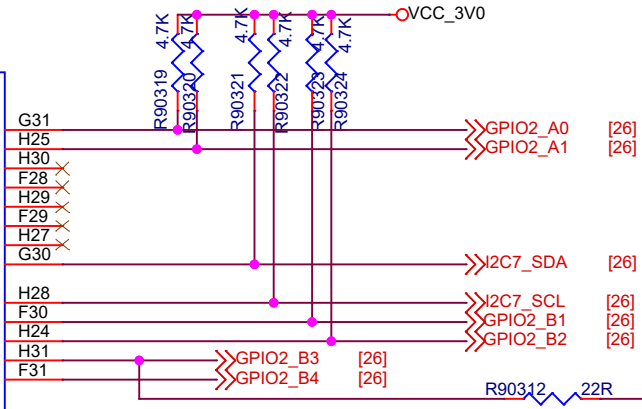 VCC_3V0
4.7K 4.7K 4.7K 4.7K 4.7K 4.7K
R90319 R90320 R90321 R90322 R90323 R90324
G31 GPIO2_A0 [26]
H25 GPIO2_A1 [26]
H30
F28
H29
F29
H27
G30 I2C7_SDA [26]
H28 I2C7_SCL [26]
F30 GPIO2_B1 [26]
H24 GPIO2_B2 [26]
H31 GPIO2_B3 [26]
F31 GPIO2_B4 [26]
R90312 22R